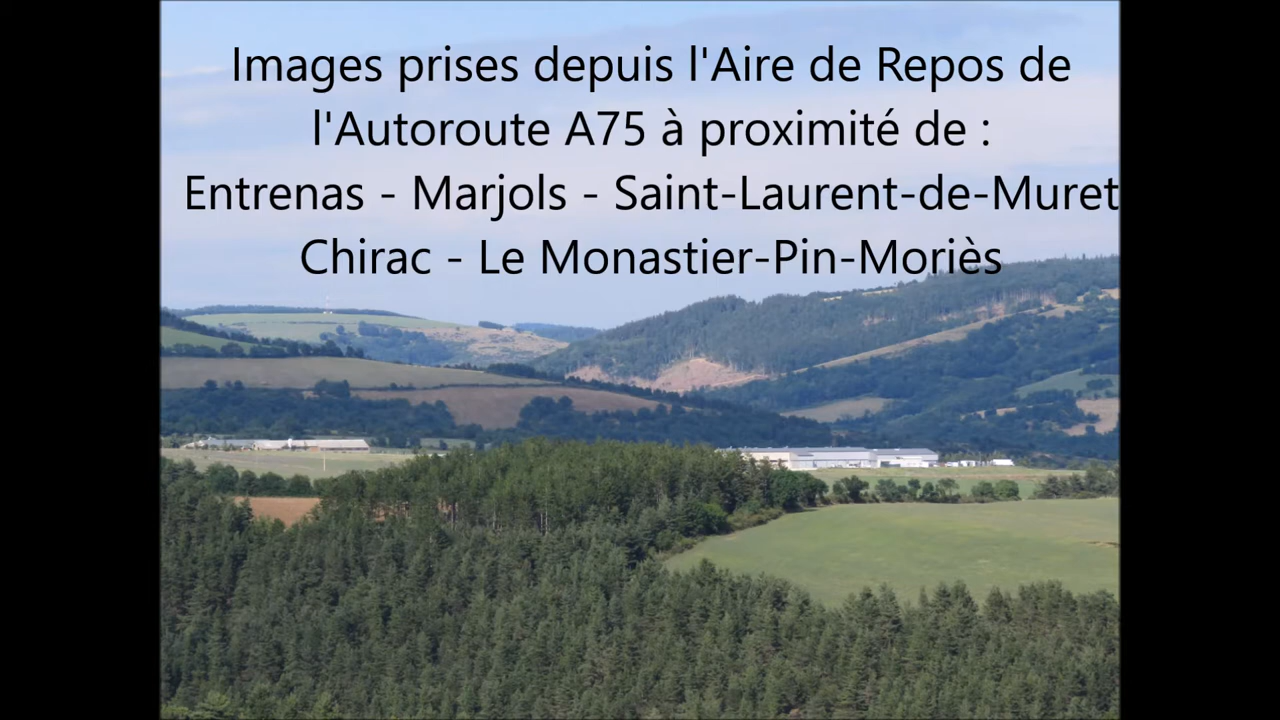 Images prises depuis l'Aire de Repos de
l'Autoroute A75 à proximité de :
Entrenas - Marjols - Saint-Laurent-de-Muret
Chirac - Le Monastier-Pin-Moriès